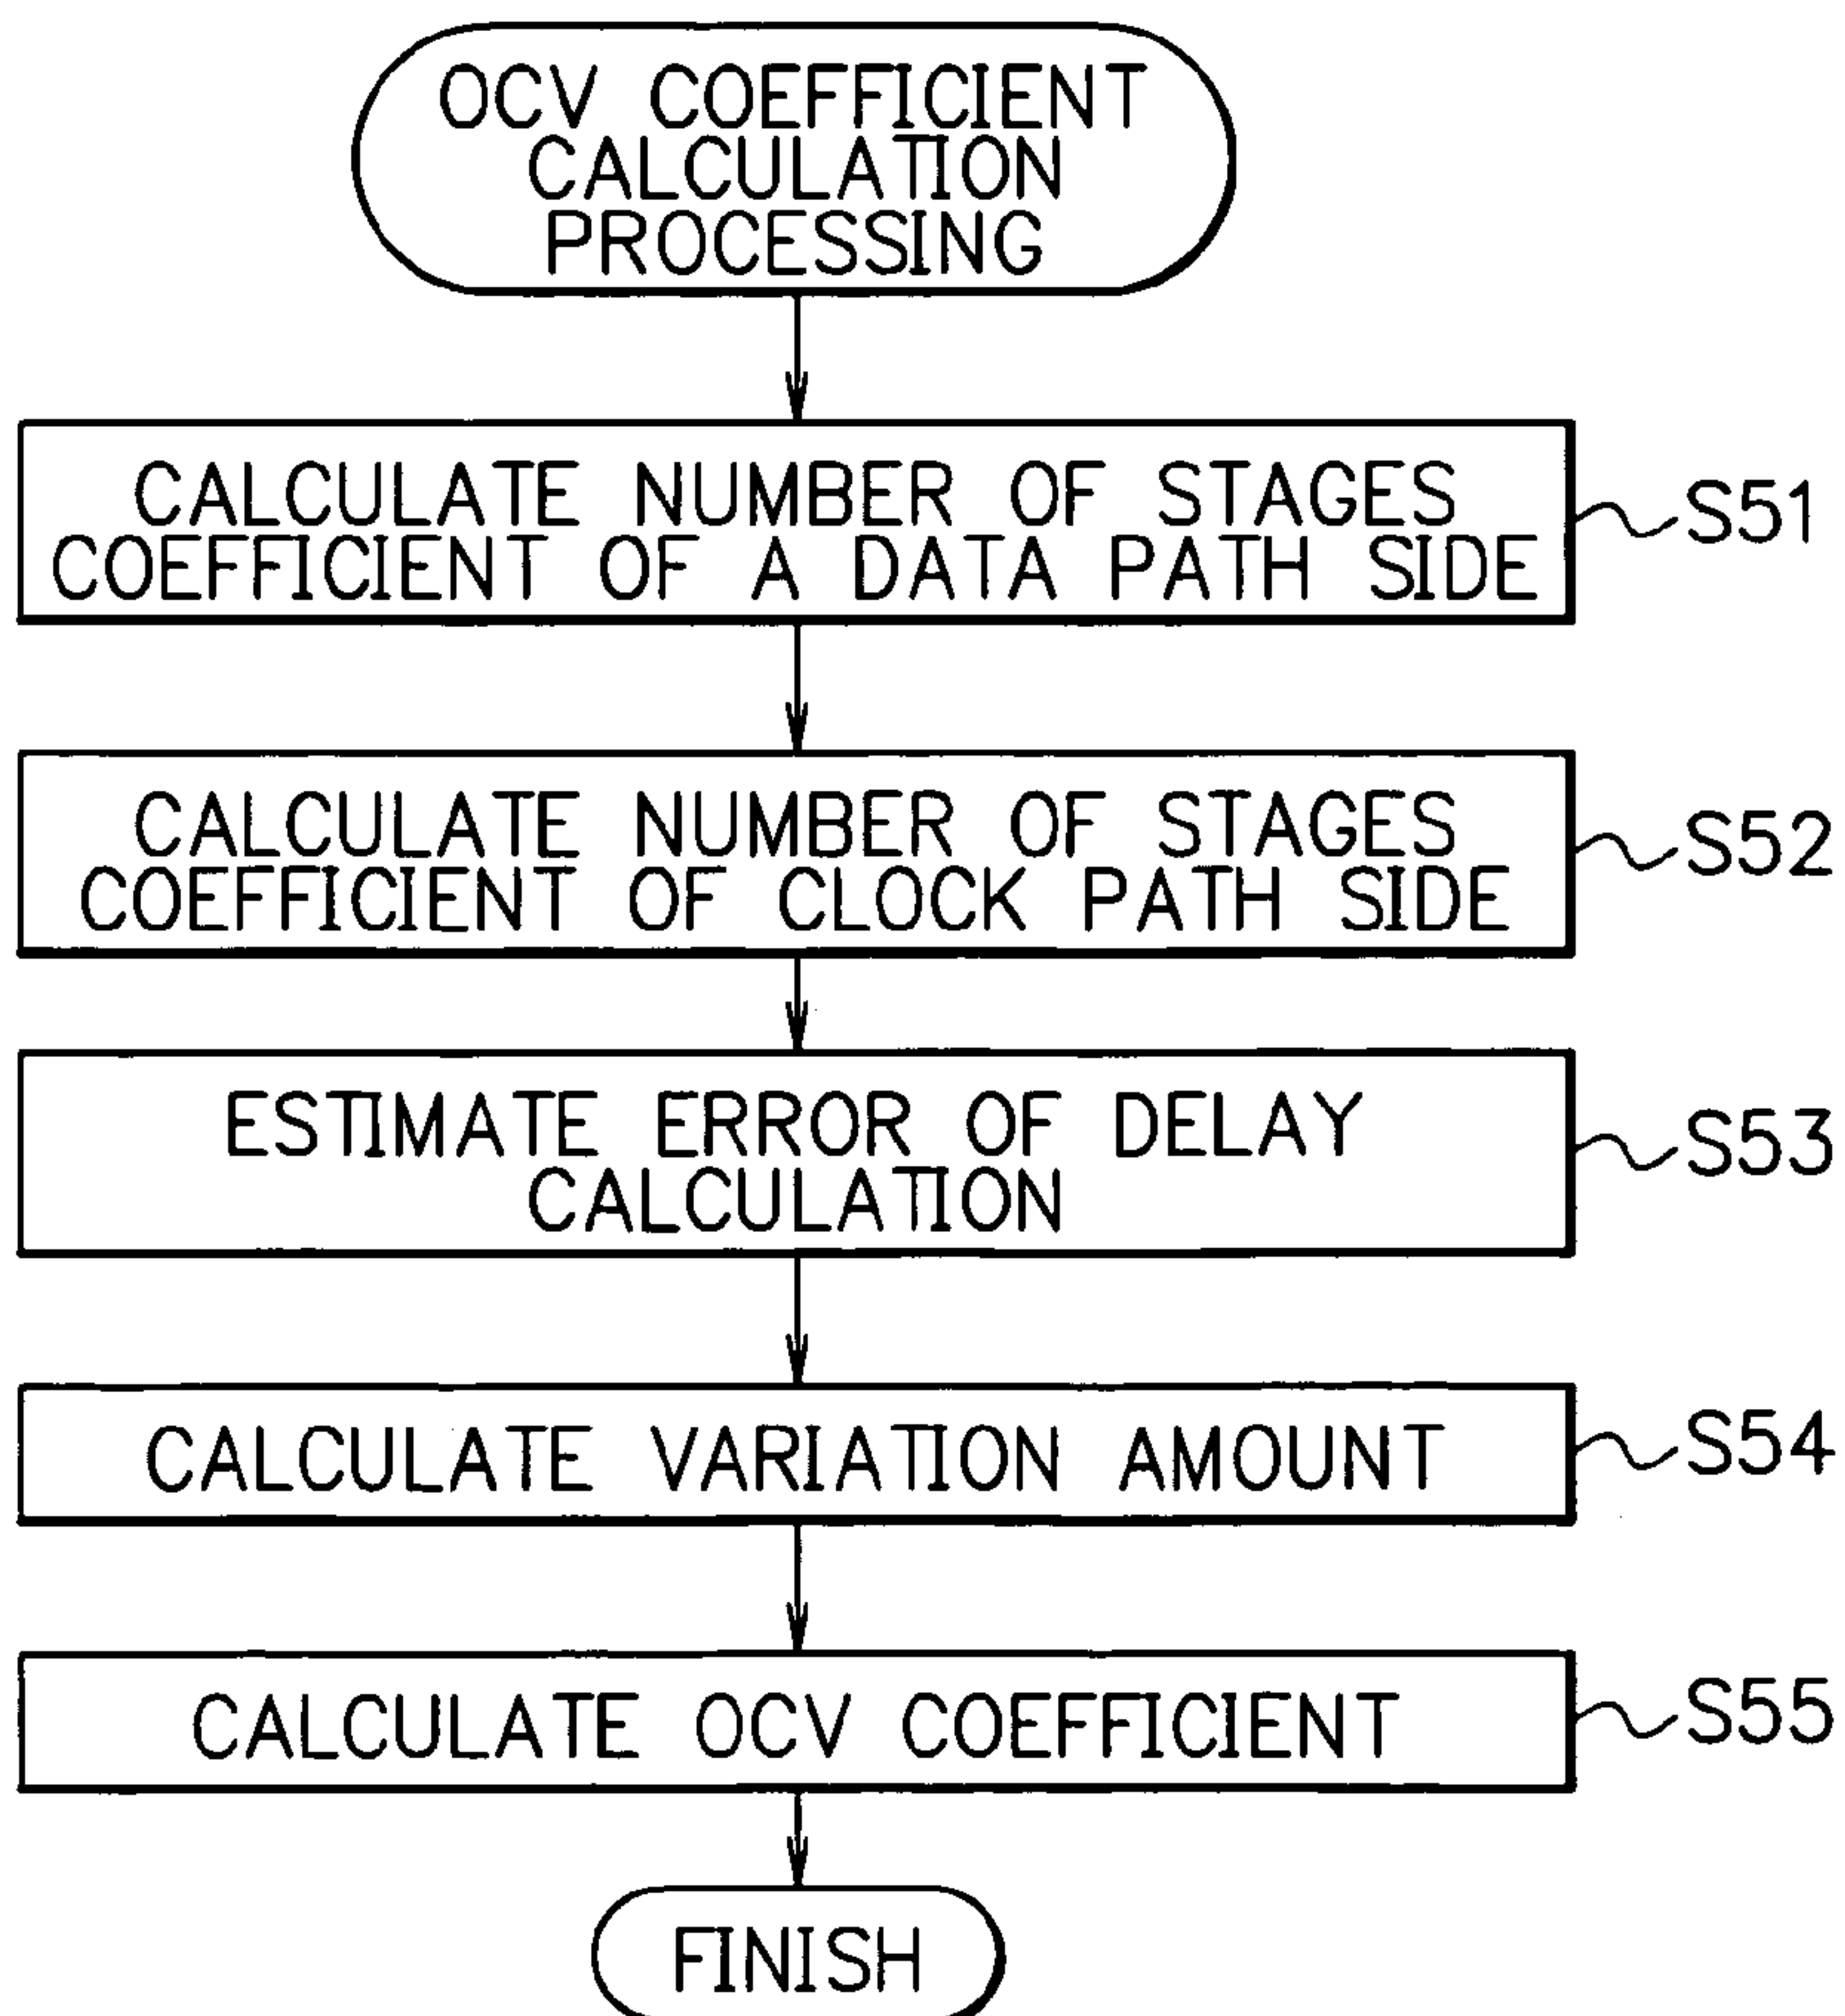 OCV COEFFICIENT
CALCULATION
PROCESSING
CALCULATE NUMBER OF STAGES
COEFFICIENT OF A DATA PATH SIDE
S51
CALCULATE NUMBER OF STAGES
COEFFICIENT OF CLOCK PATH SIDE
S52
ESTIMATE ERROR OF DELAY
CALCULATION
S53
CALCULATE VARIATION AMOUNT
S54
CALCULATE OCV COEFFICIENT
S55
FINISH